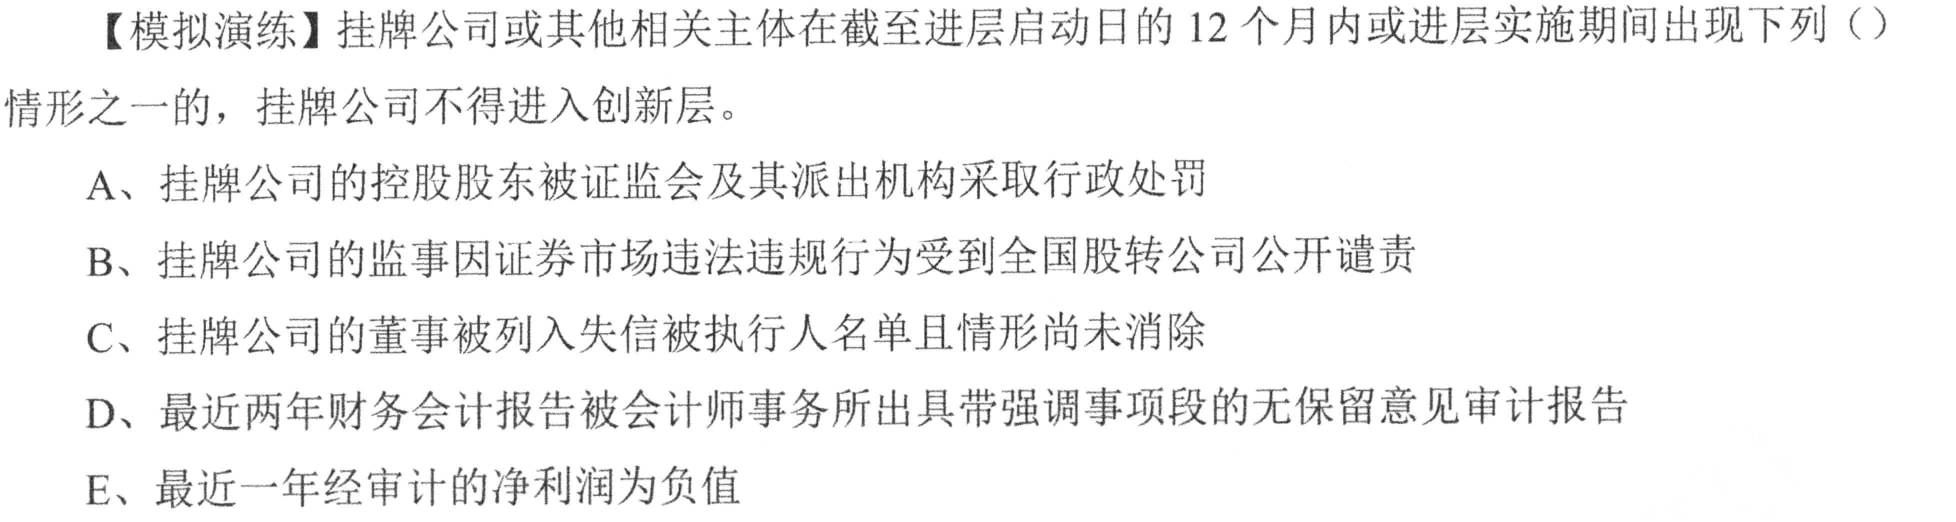 【模拟演练】挂牌公司或其他相关主体在截至进层启动日的 12 个月内或进层实施期间出现下列（）
情形之一的，挂牌公司不得进入创新层。
A、挂牌公司的控股股东被证监会及其派出机构采取行政处罚
B、挂牌公司的监事因证券市场违法违规行为受到全国股转公司公开谴责
C、挂牌公司的董事被列入失信被执行人名单且情形尚未消除
D、最近两年财务会计报告被会计师事务所出具带强调事项段的无保留意见审计报告
E、最近一年经审计的净利润为负值